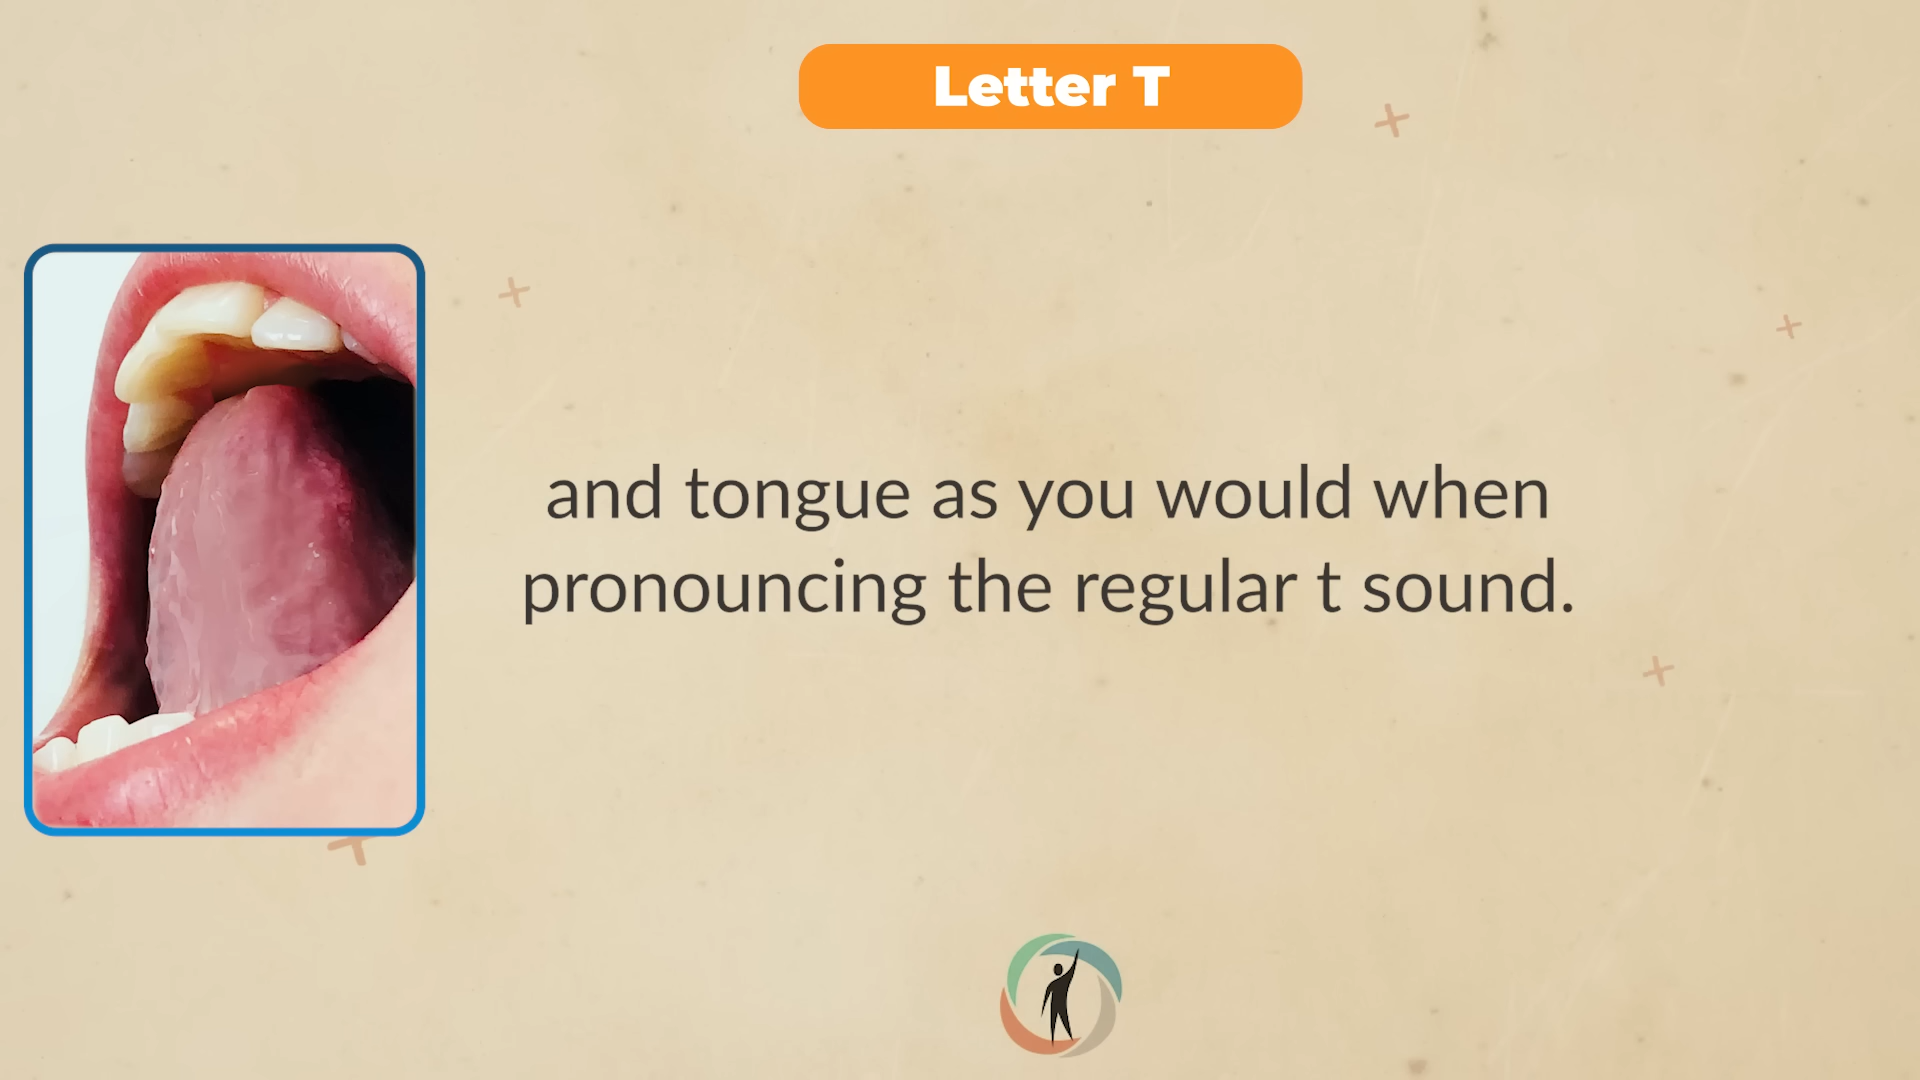 Letter T
and tongue as you would when
pronouncing the regular t sound.